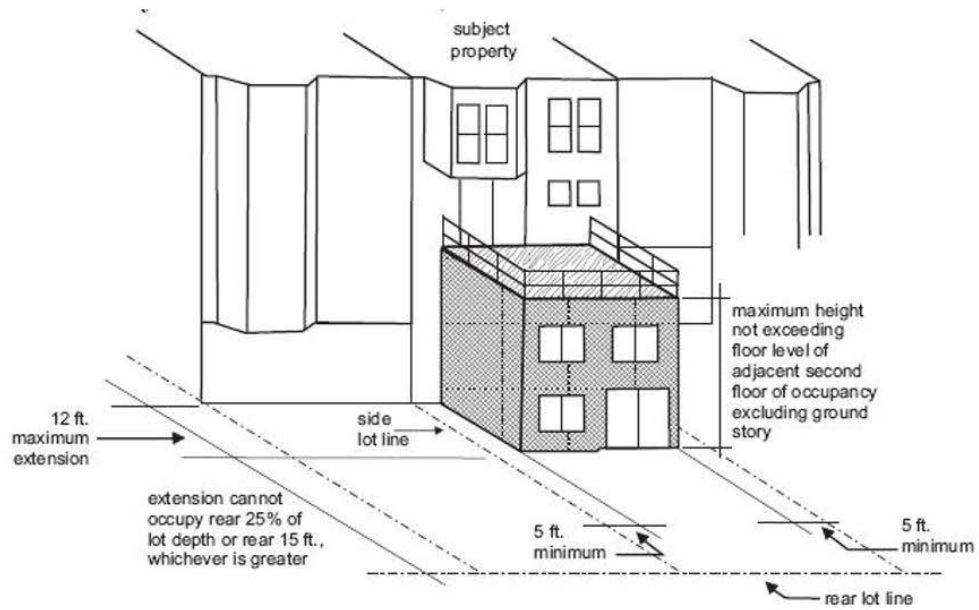 subject
property
maximum height
not exceeding
floor level of
adjacent second
floor of occupancy
excluding ground
story
12 ft.
maximum
extension
side
lot line
extension cannot
occupy rear 25% of
lot depth or rear 15 ft.,
whichever is greater
5 ft.
minimum
5 ft.
minimum
rear lot line